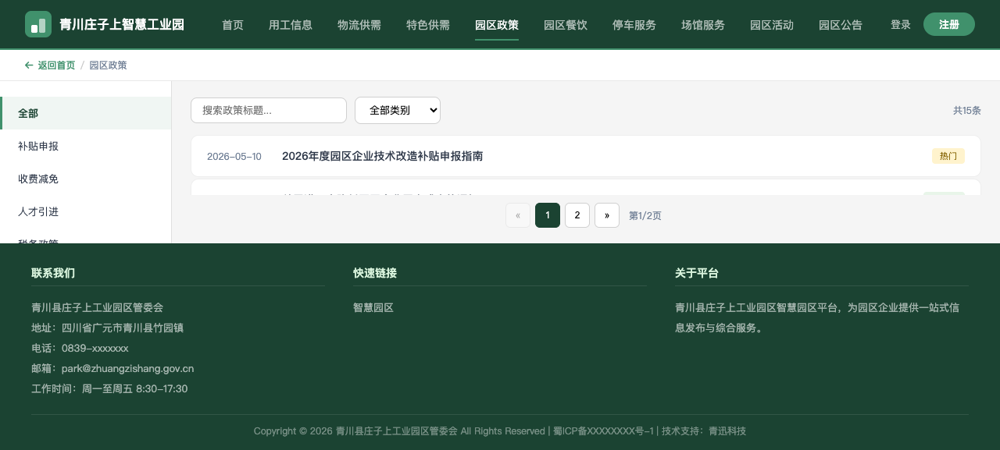 青川庄子上智慧工业园
首页 用工信息 物流供需 特色供需 园区政策 园区餐饮 停车服务 场馆服务 园区活动 园区公告 登录 注册
← 返回首页 / 园区政策
全部
补贴申报
收费减免
人才引进
税务政策
搜索政策标题... 全部类别 共15条
2026-05-10 2026年度园区企业技术改造补贴申报指南 热门
« 1 2 » 第1/2页
联系我们
青川县庄子上工业园区管委会
地址：四川省广元市青川县竹园镇
电话：0839-xxxxxxx
邮箱：park@zhuangzishang.gov.cn
工作时间：周一至周五 8:30-17:30
快速链接
智慧园区
关于平台
青川县庄子上工业园区智慧园区平台，为园区企业提供一站式信
息发布与综合服务。
Copyright © 2026 青川县庄子上工业园区管委会 All Rights Reserved | 蜀ICP备XXXXXXXX号-1 | 技术支持：青迅科技